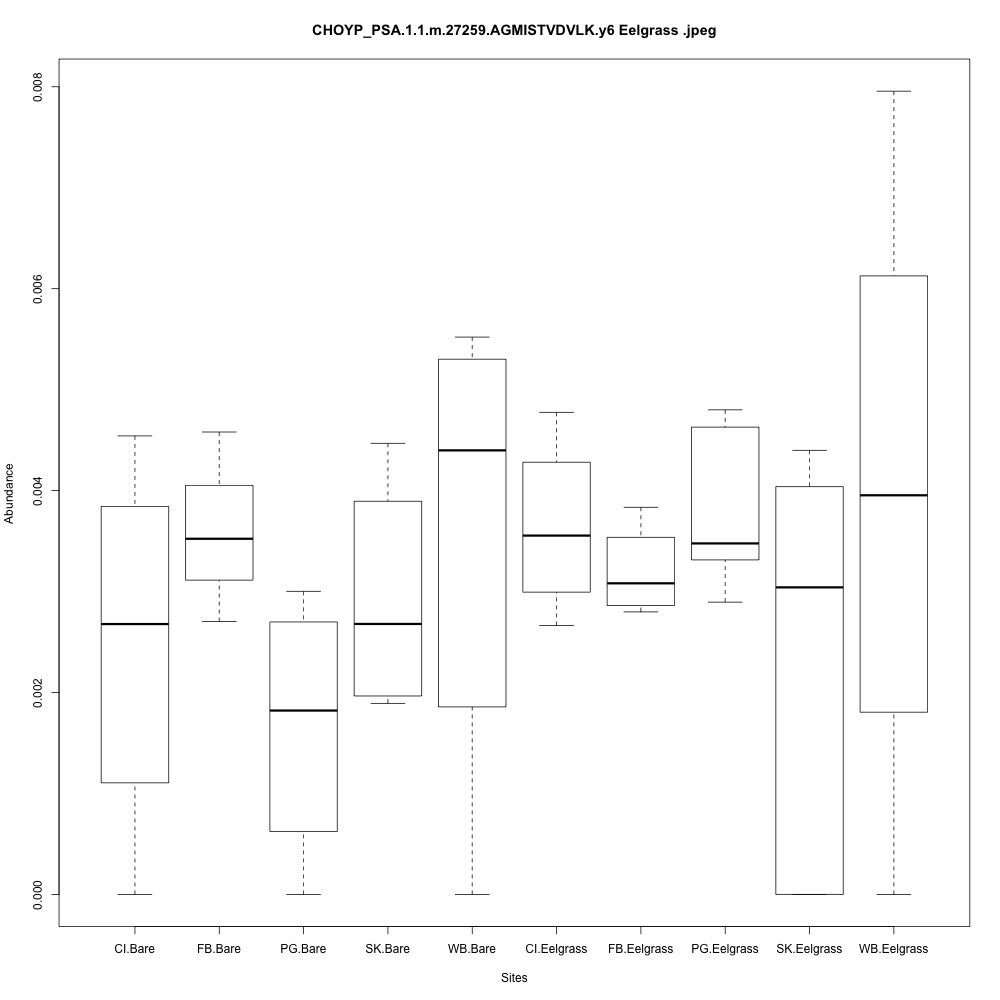 CHOYP_PSA.1.1.m.27259.AGMISTVDVLK.y6 Eelgrass .jpeg
Abundance
0.008
0.006
0.004
0.002
0.000
CI.Bare FB.Bare PG.Bare SK.Bare WB.Bare CI.Eelgrass FB.Eelgrass PG.Eelgrass SK.Eelgrass WB.Eelgrass
Sites